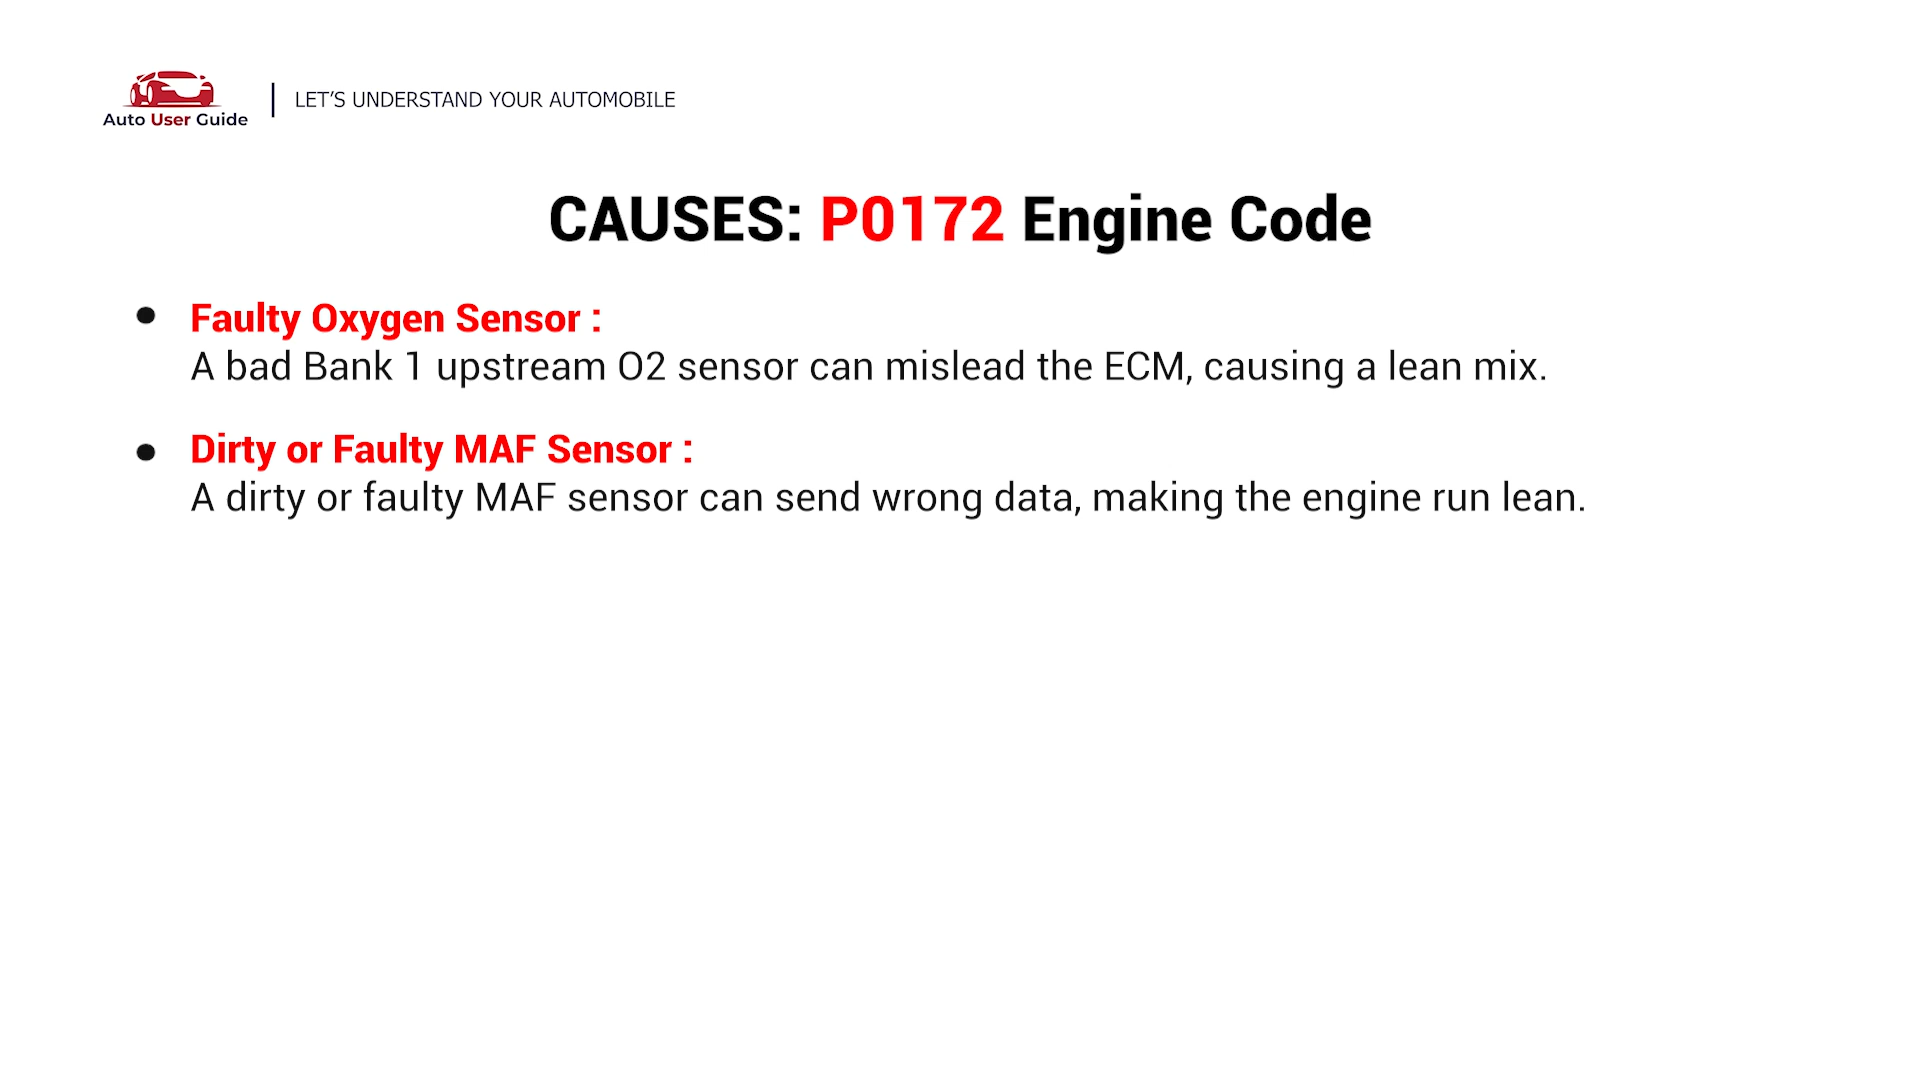 Auto User Guide
LET’S UNDERSTAND YOUR AUTOMOBILE
CAUSES: P0172 Engine Code
Faulty Oxygen Sensor :
A bad Bank 1 upstream O2 sensor can mislead the ECM, causing a lean mix.
Dirty or Faulty MAF Sensor :
A dirty or faulty MAF sensor can send wrong data, making the engine run lean.